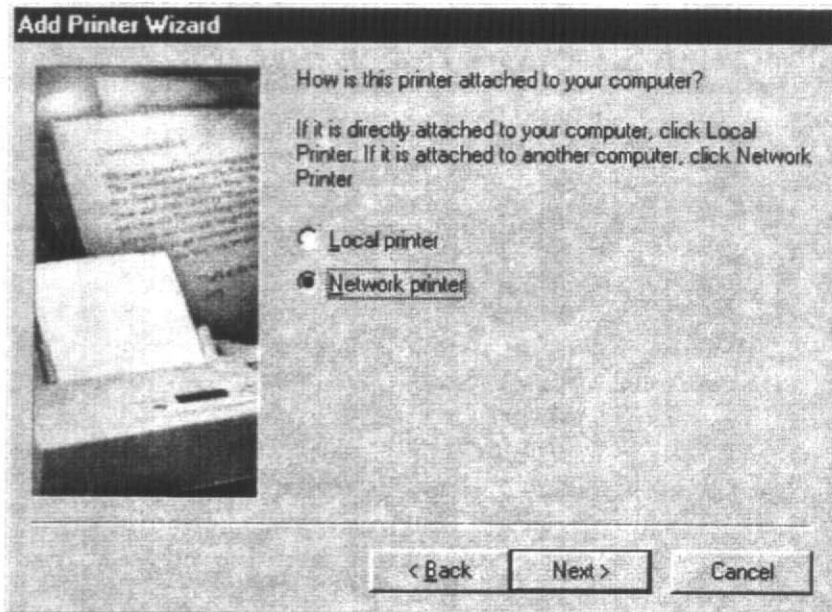 Add Printer Wizard
How is this printer attached to your computer?
If it is directly attached to your computer, click Local
Printer. If it is attached to another computer, click Network
Printer
Local printer
Network printer
< Back
Next >
Cancel